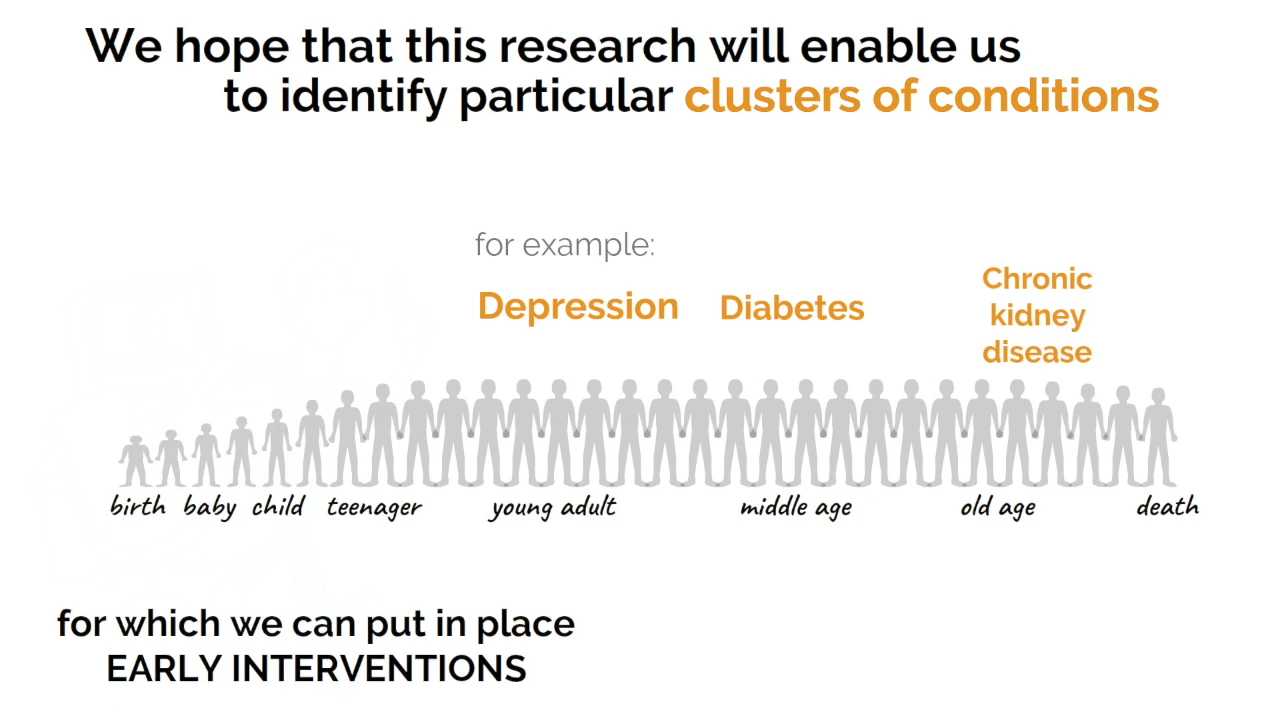 We hope that this research will enable us
to identify particular clusters of conditions
for example:
Depression
Diabetes
Chronic
kidney
disease
birth
baby
child
teenager
young adult
middle age
old age
death
for which we can put in place
EARLY INTERVENTIONS